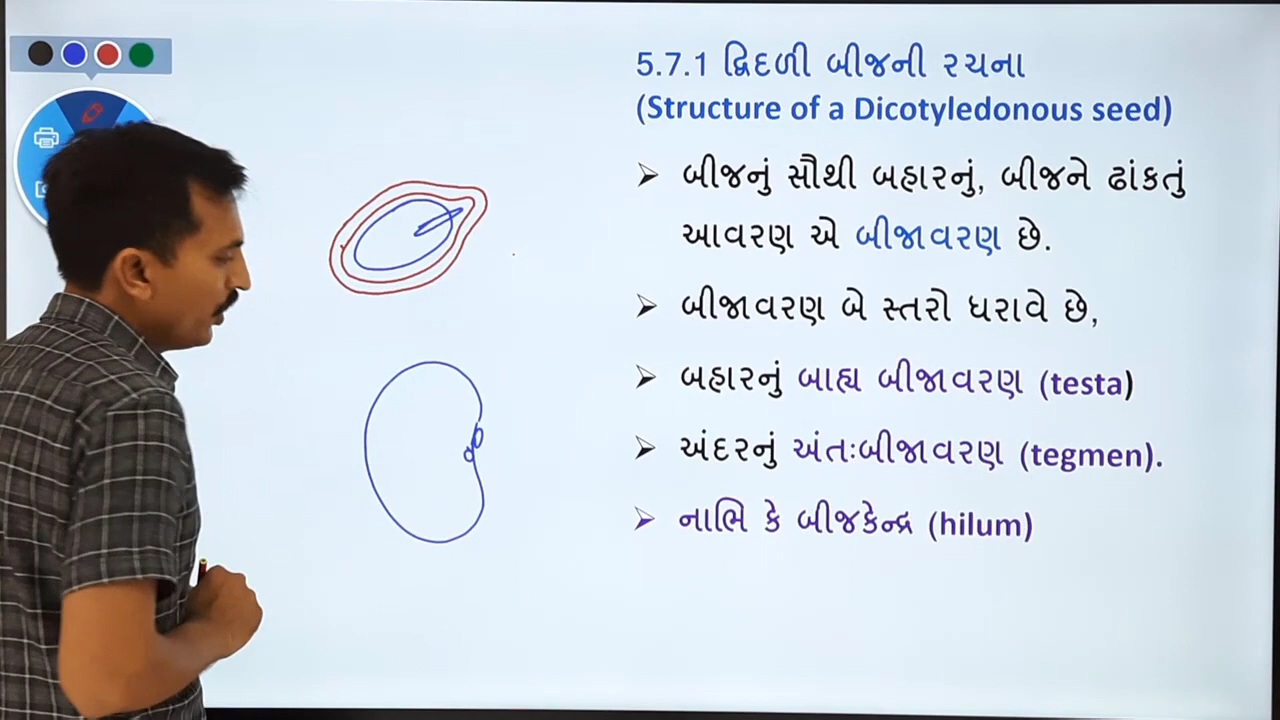 5.7.1 દ્વિદળી બીજની રચના
(Structure of a Dicotyledonous seed)
➢ બીજનું સૌથી બહારનું, બીજને ઢાંકતું
આવરણ એ બીજાવરણ છે.
➢ બીજાવરણ બે સ્તરો ધરાવે છે,
➢ બહારનું બાહ્ય બીજાવરણ (testa)
➢ અંદરનું અંતઃબીજાવરણ (tegmen).
➢ નાભિ કે બીજકેન્દ્ર (hilum)